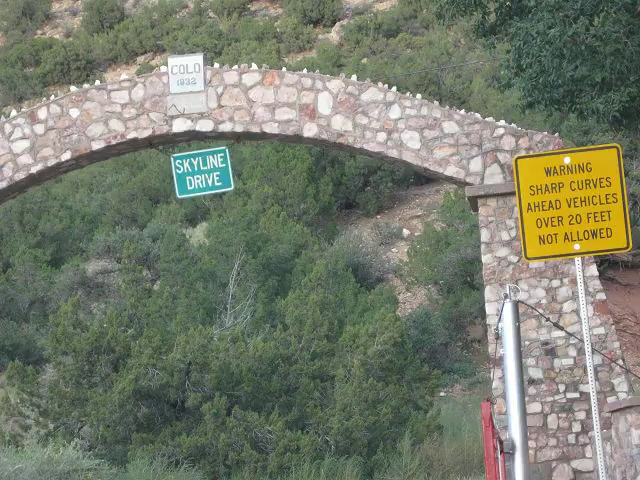 COLO
1932
SKYLINE
DRIVE
WARNING
SHARP CURVES
AHEAD VEHICLES
OVER 20 FEET
NOT ALLOWED